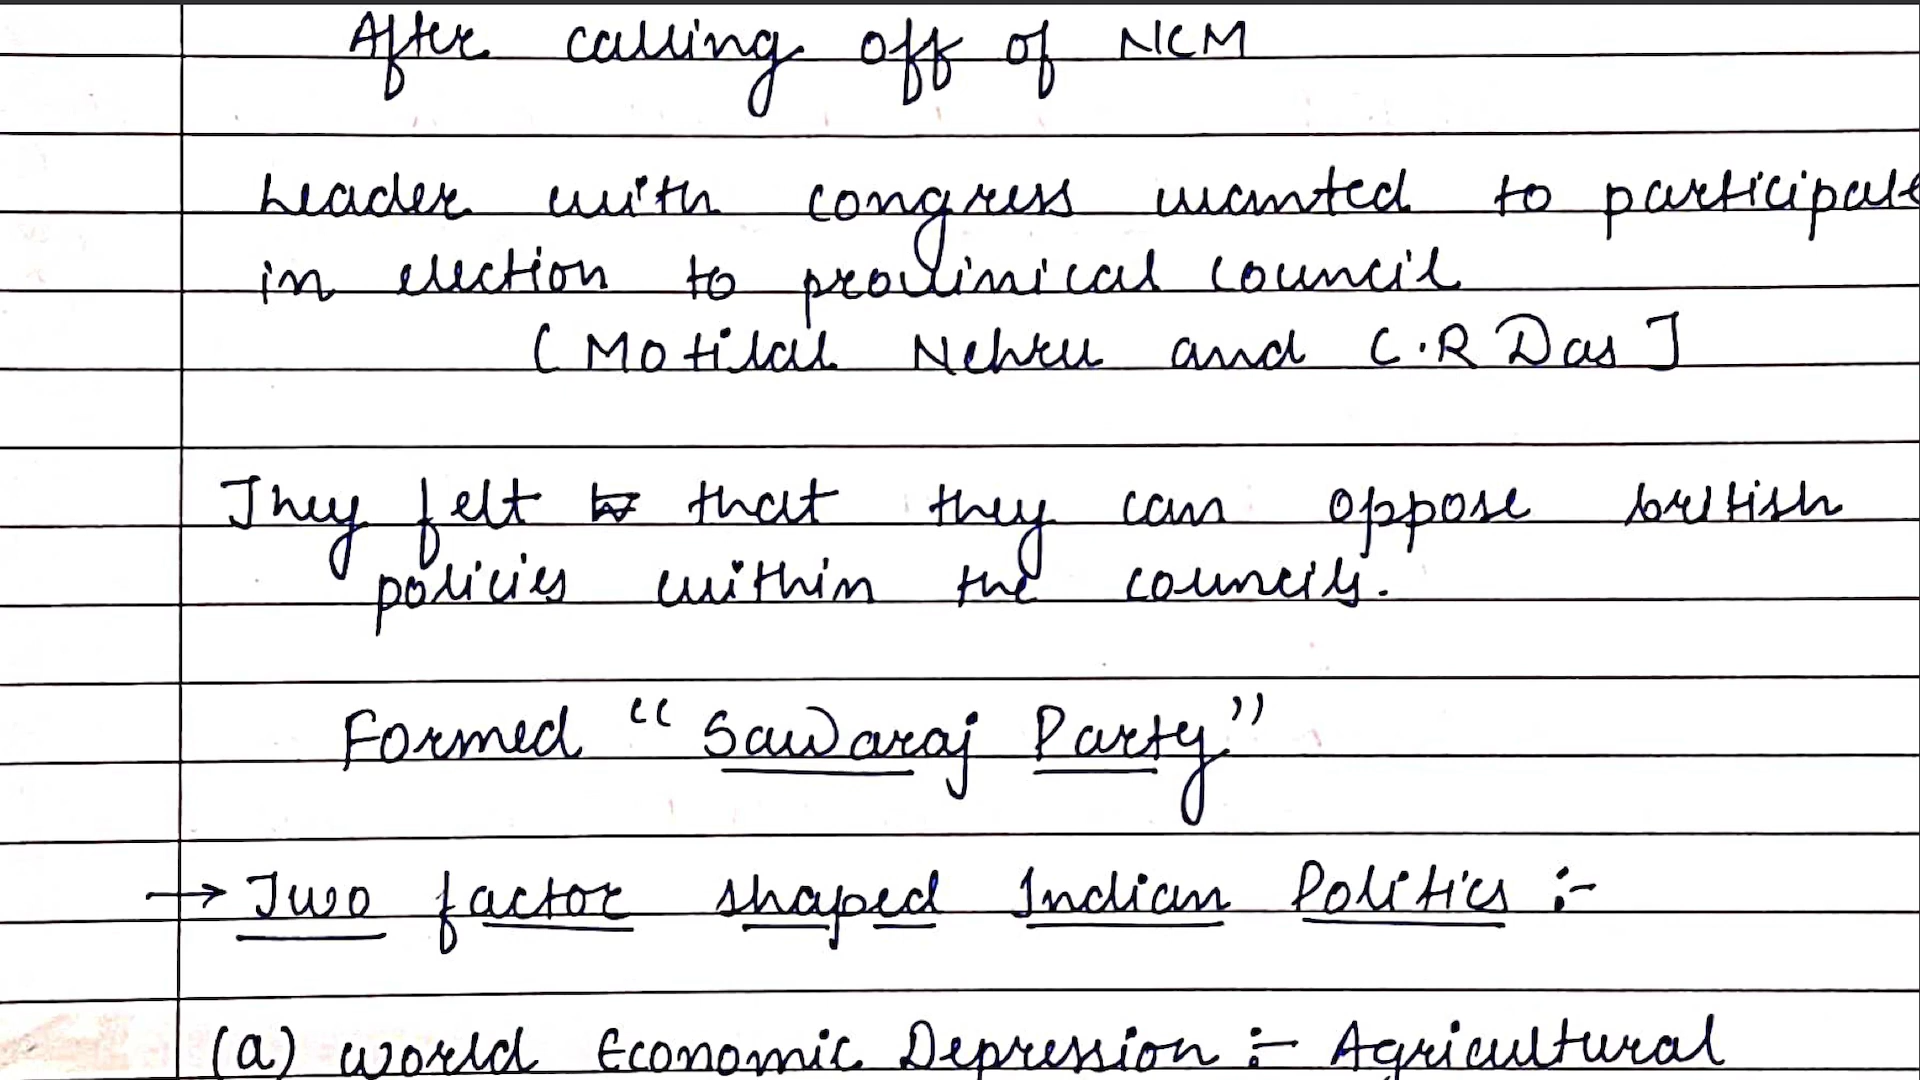 After calling off of NCM
Leader with congress wanted to participate
in election to provinical council
(Motilal Nehru and C.R Das]
They felt that they can oppose british
policies within the councils.
Formed "Sawaraj Party"
→ Two factor shaped Indian Politics :-
(a) World Economic Depression :- Agricultural